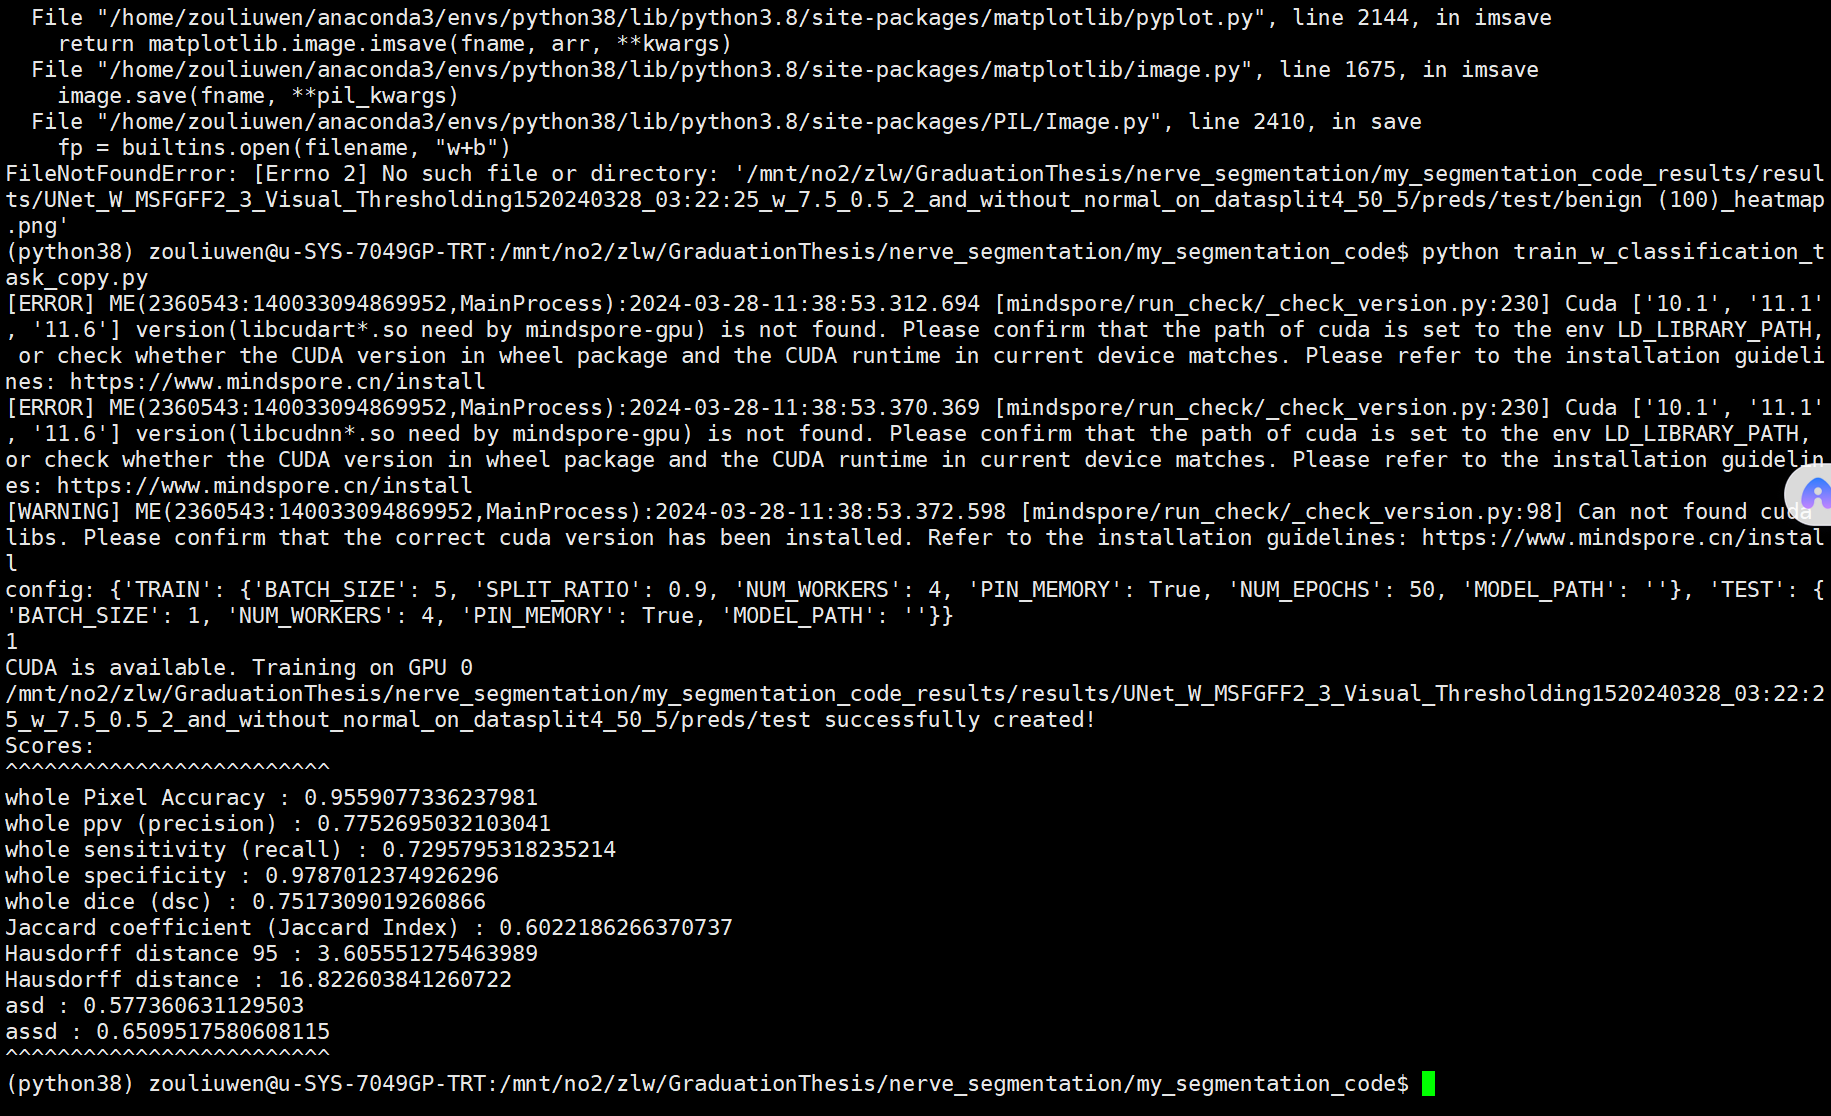 File "/home/zouliuwen/anaconda3/envs/python38/lib/python3.8/site-packages/matplotlib/pyplot.py", line 2144, in imsave
    return matplotlib.image.imsave(fname, arr, **kwargs)
  File "/home/zouliuwen/anaconda3/envs/python38/lib/python3.8/site-packages/matplotlib/image.py", line 1675, in imsave
    image.save(fname, **pil_kwargs)
  File "/home/zouliuwen/anaconda3/envs/python38/lib/python3.8/site-packages/PIL/Image.py", line 2410, in save
    fp = builtins.open(filename, "w+b")
FileNotFoundError: [Errno 2] No such file or directory: '/mnt/no2/zlw/GraduationThesis/nerve_segmentation/my_segmentation_code_results/resul
ts/UNet_W_MSFGFF2_3_Visual_Thresholding1520240328_03:22:25_w_7.5_0.5_2_and_without_normal_on_datasplit4_50_5/preds/test/benign (100)_heatmap
.png'
(python38) zouliuwen@u-SYS-7049GP-TRT:/mnt/no2/zlw/GraduationThesis/nerve_segmentation/my_segmentation_code$ python train_w_classification_t
ask_copy.py
[ERROR] ME(2360543:140033094869952,MainProcess):2024-03-28-11:38:53.312.694 [mindspore/run_check/_check_version.py:230] Cuda ['10.1', '11.1'
, '11.6'] version(libcudart*.so need by mindspore-gpu) is not found. Please confirm that the path of cuda is set to the env LD_LIBRARY_PATH,
 or check whether the CUDA version in wheel package and the CUDA runtime in current device matches. Please refer to the installation guideli
nes: https://www.mindspore.cn/install
[ERROR] ME(2360543:140033094869952,MainProcess):2024-03-28-11:38:53.370.369 [mindspore/run_check/_check_version.py:230] Cuda ['10.1', '11.1'
, '11.6'] version(libcudnn*.so need by mindspore-gpu) is not found. Please confirm that the path of cuda is set to the env LD_LIBRARY_PATH, 
or check whether the CUDA version in wheel package and the CUDA runtime in current device matches. Please refer to the installation guidelin
es: https://www.mindspore.cn/install
[WARNING] ME(2360543:140033094869952,MainProcess):2024-03-28-11:38:53.372.598 [mindspore/run_check/_check_version.py:98] Can not found cuda 
libs. Please confirm that the correct cuda version has been installed. Refer to the installation guidelines: https://www.mindspore.cn/instal
l
config: {'TRAIN': {'BATCH_SIZE': 5, 'SPLIT_RATIO': 0.9, 'NUM_WORKERS': 4, 'PIN_MEMORY': True, 'NUM_EPOCHS': 50, 'MODEL_PATH': ''}, 'TEST': {
'BATCH_SIZE': 1, 'NUM_WORKERS': 4, 'PIN_MEMORY': True, 'MODEL_PATH': ''}}
1
CUDA is available. Training on GPU 0
/mnt/no2/zlw/GraduationThesis/nerve_segmentation/my_segmentation_code_results/results/UNet_W_MSFGFF2_3_Visual_Thresholding1520240328_03:22:2
5_w_7.5_0.5_2_and_without_normal_on_datasplit4_50_5/preds/test successfully created!
Scores:
^^^^^^^^^^^^^^^^^^^^^^^^^
whole Pixel Accuracy : 0.9559077336237981
whole ppv (precision) : 0.7752695032103041
whole sensitivity (recall) : 0.7295795318235214
whole specificity : 0.9787012374926296
whole dice (dsc) : 0.7517309019260866
Jaccard coefficient (Jaccard Index) : 0.6022186266370737
Hausdorff distance 95 : 3.605551275463989
Hausdorff distance : 16.822603841260722
asd : 0.577360631129503
assd : 0.6509517580608115
^^^^^^^^^^^^^^^^^^^^^^^^^
(python38) zouliuwen@u-SYS-7049GP-TRT:/mnt/no2/zlw/GraduationThesis/nerve_segmentation/my_segmentation_code$